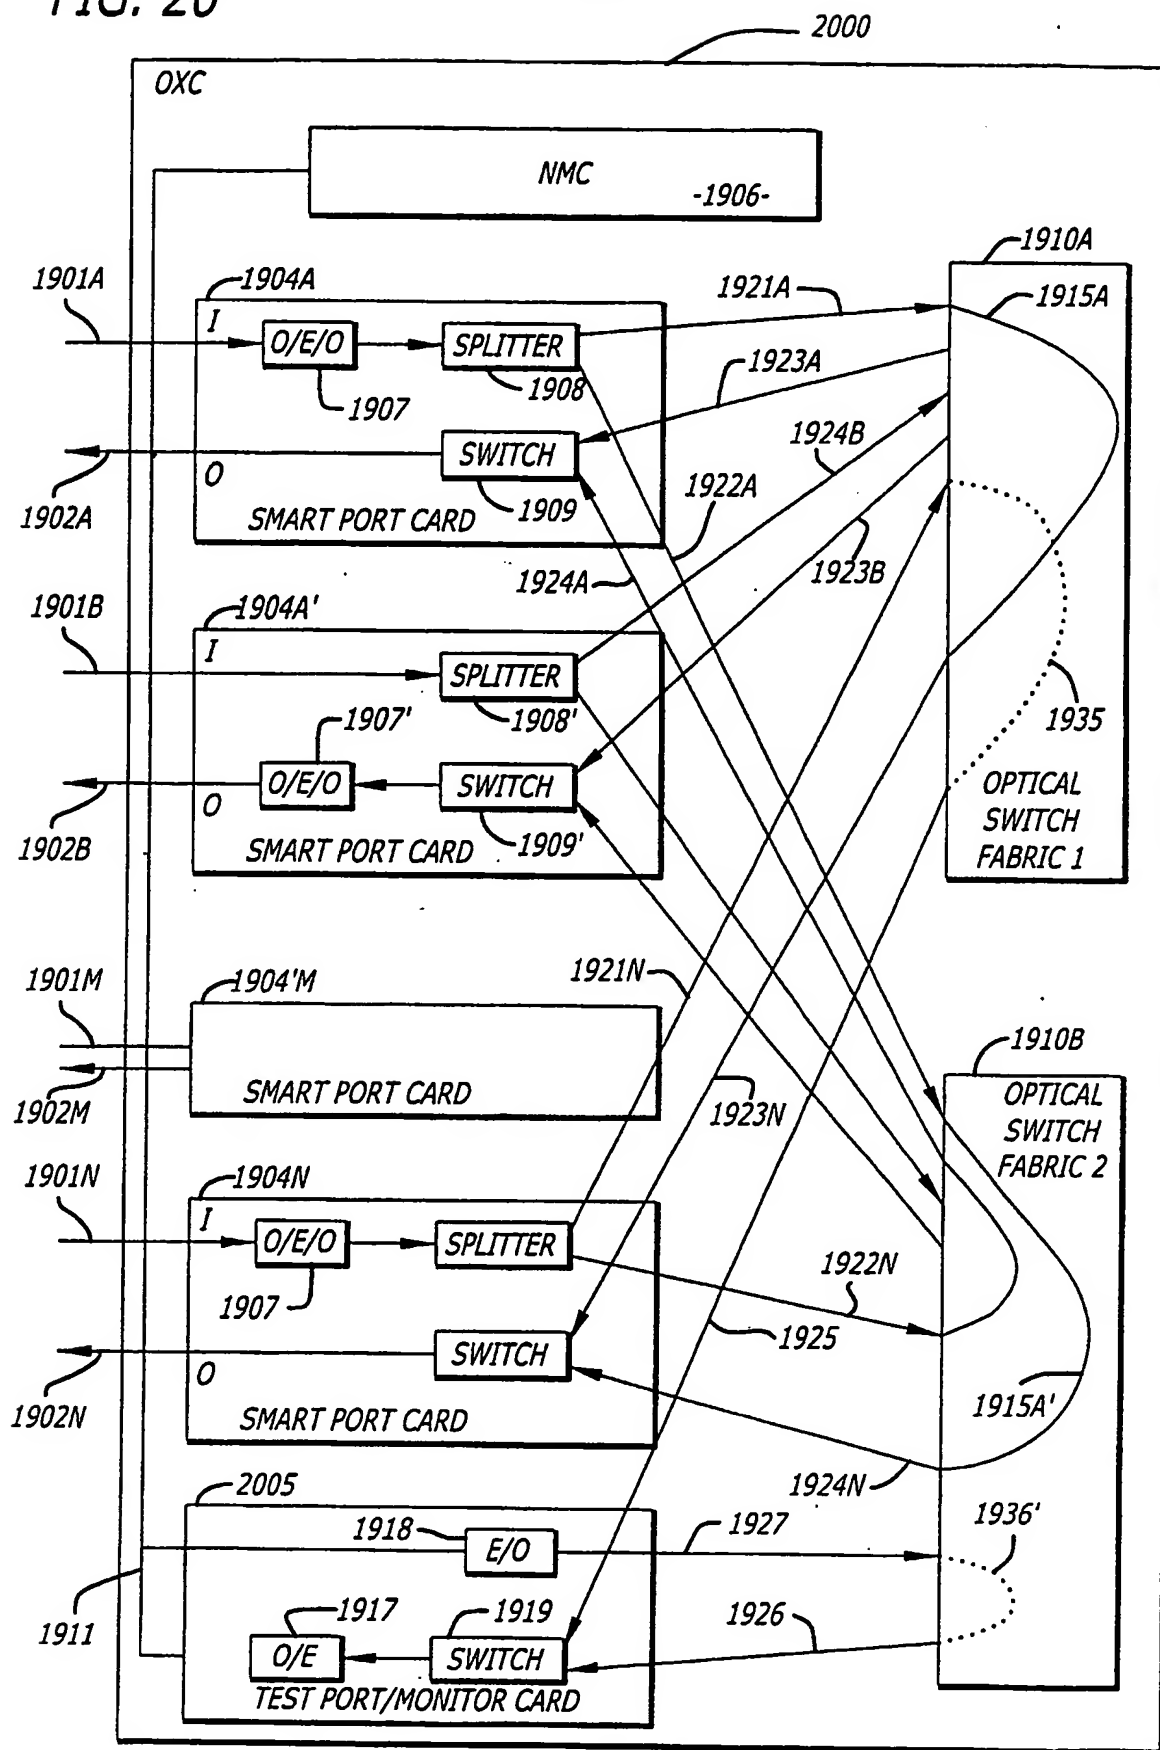 FIG. 20
2000
OXC
NMC
-1906-
1910A
1901A
1904A
1921A
1915A
I
O/E/O
SPLITTER
1923A
1908
1907
1924B
SWITCH
O
1922A
1902A
1909
SMART PORT CARD
1924A
1923B
1901B
1904A'
I
SPLITTER
1907'
1908'
1935
O/E/O
SWITCH
OPTICAL
SWITCH
FABRIC 1
O
1902B
1909'
SMART PORT CARD
1901M
1904'M
1921N
1910B
SMART PORT CARD
1902M
1923N
OPTICAL
SWITCH
FABRIC 2
1901N
1904N
I
O/E/O
SPLITTER
1922N
1907
1925
SWITCH
O
1902N
SMART PORT CARD
1915A'
1924N
2005
1918
E/O
1927
1936'
1917
1919
1926
1911
O/E
SWITCH
TEST PORT/MONITOR CARD